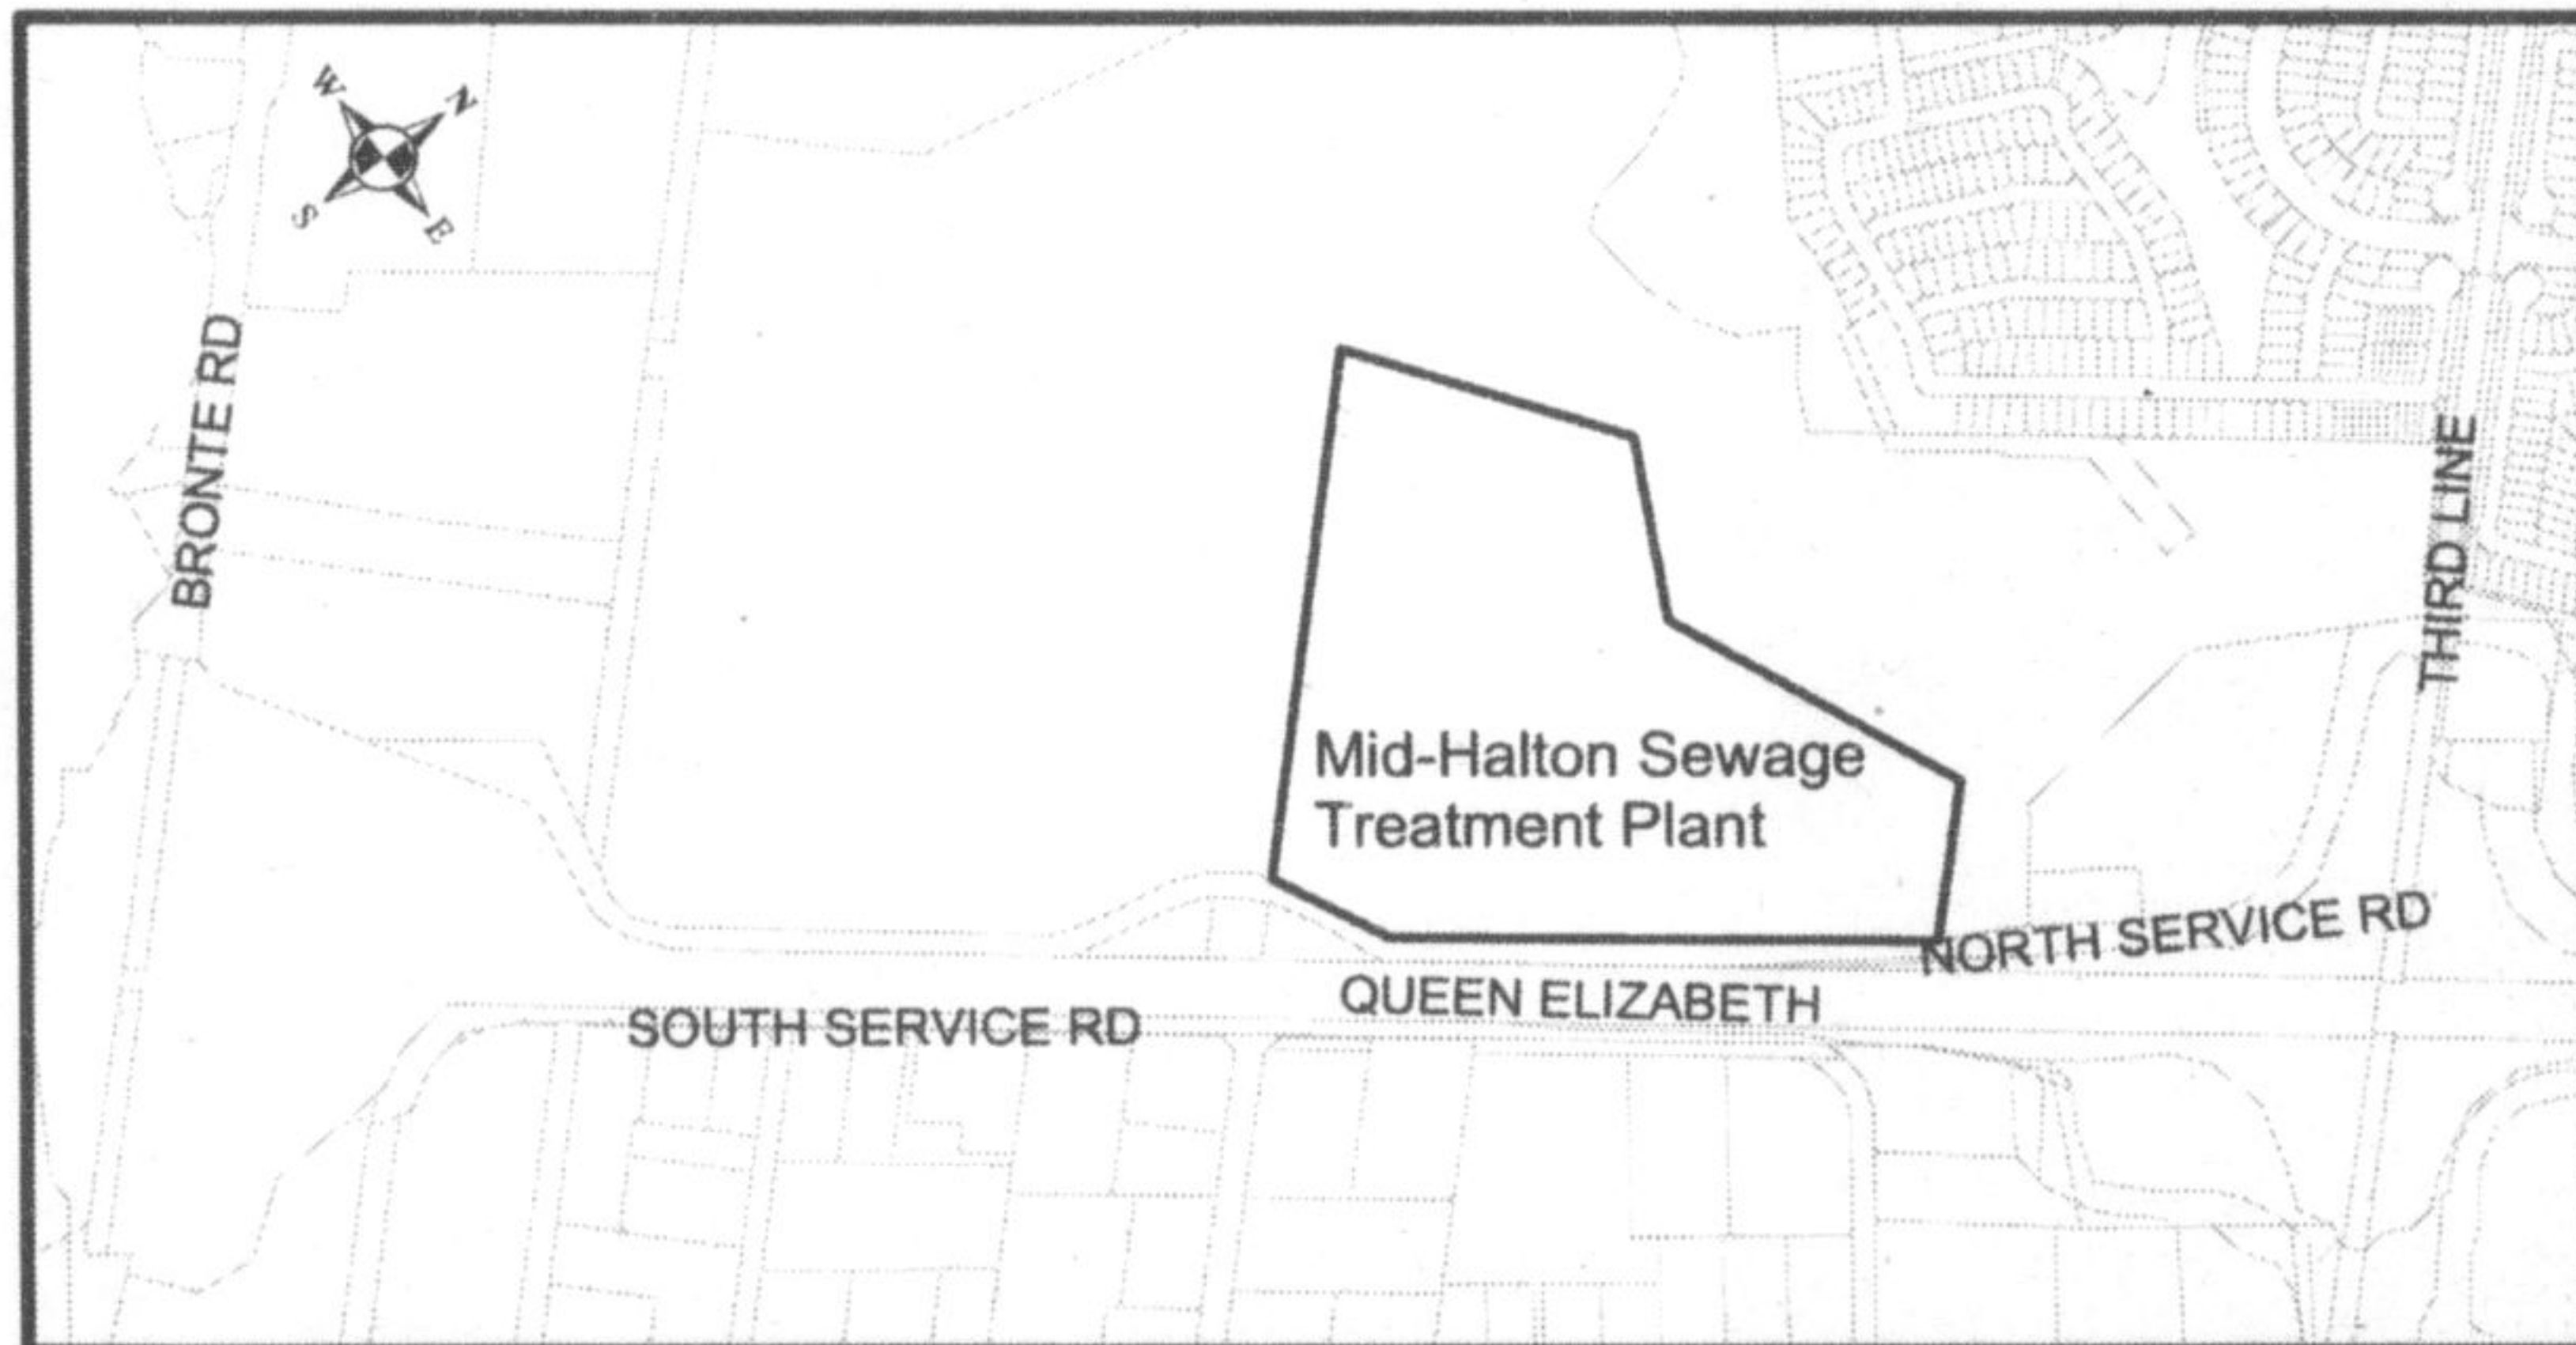 W
N
S
E
BRONTE RD
THIRD LINE
Mid-Halton Sewage
Treatment Plant
NORTH SERVICE RD
QUEEN ELIZABETH
SOUTH SERVICE RD